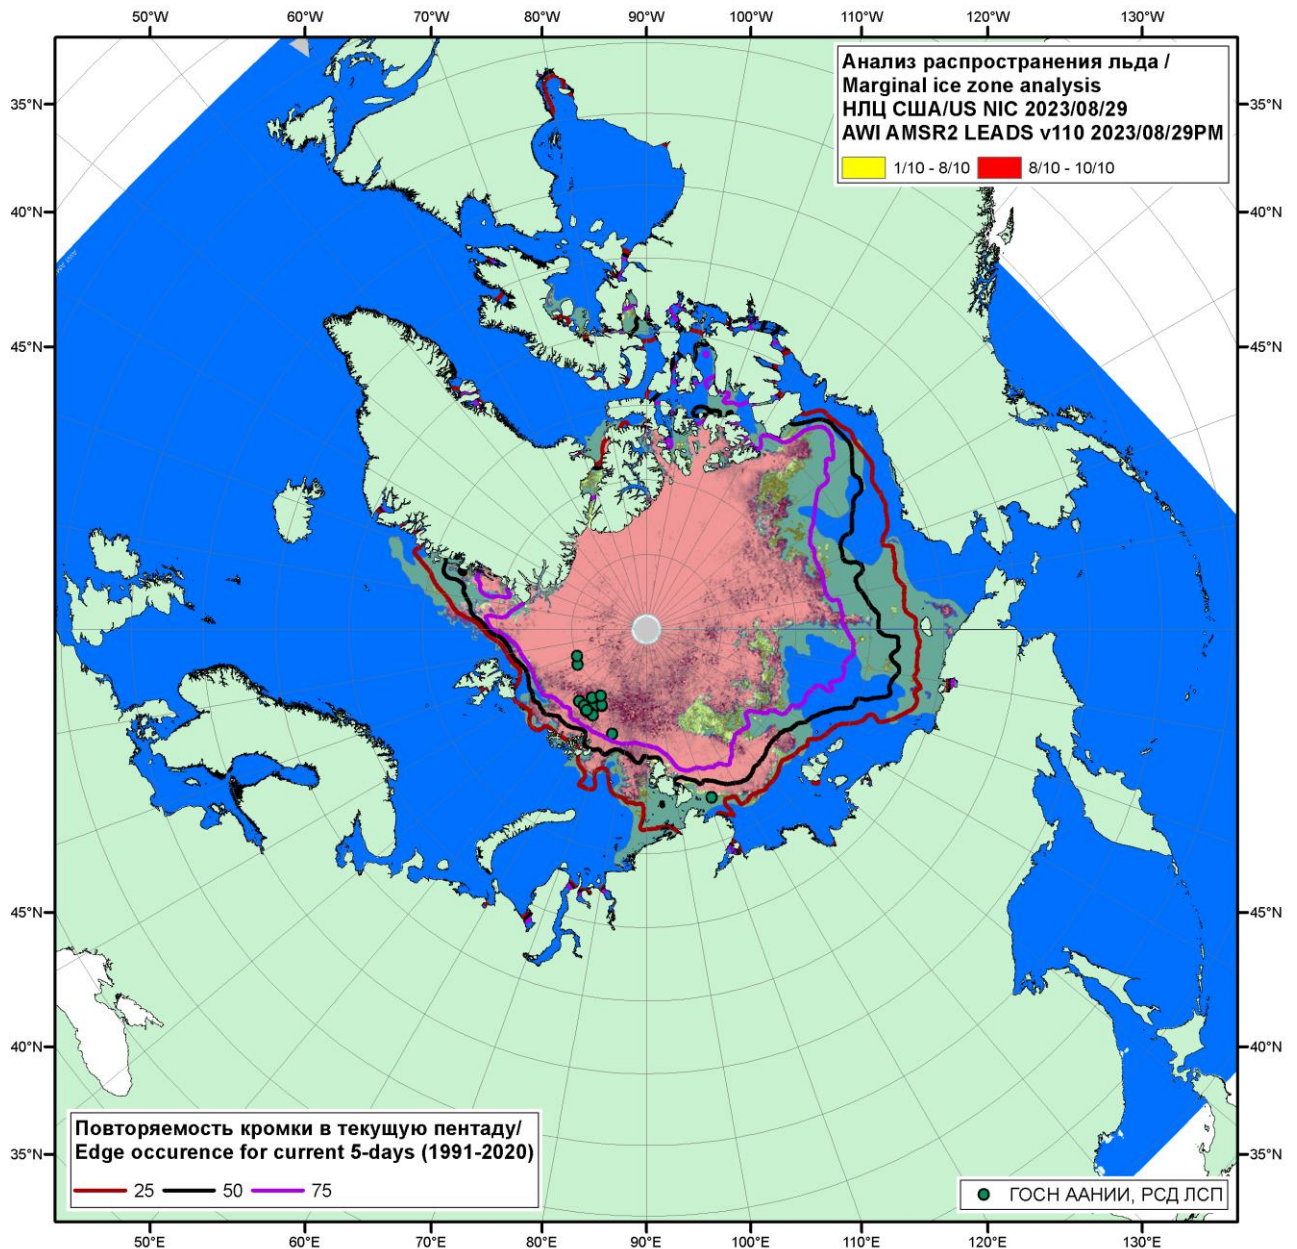 50°W 60°W 70°W 80°W 90°W 100°W 110°W 120°W 130°W
Анализ распространения льда /
Marginal ice zone analysis
НЛЦ США/US NIC 2023/08/29
AWI AMSR2 LEADS v110 2023/08/29PM
1/10 - 8/10 8/10 - 10/10
35°N 35°N
40°N 40°N
45°N 45°N
45°N 45°N
40°N 40°N
35°N 35°N
Повторяемость кромки в текущую пентаду/
Edge occurence for current 5-days (1991-2020)
25 50 75
ГОСН ААНИИ, РСД ЛСП
50°E 60°E 70°E 80°E 90°E 100°E 110°E 120°E 130°E